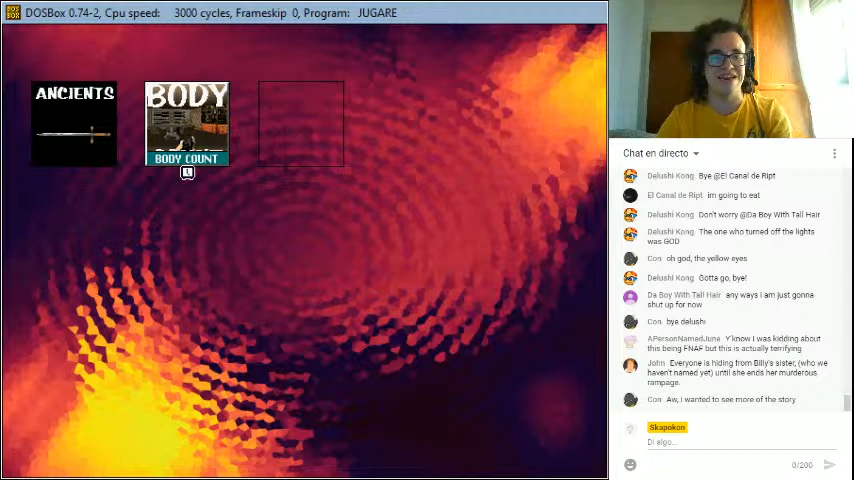 DOSBox 0.74-2, Cpu speed: 3000 cycles, Frameskip 0, Program: JUGARE
ANCIENTS
BODY
BODY COUNT
Chat en directo
Delushi Kong Bye @El Canal de Ript
El Canal de Ript im going to eat
Delushi Kong Don't worry @Da Boy With Tall Hair
Delushi Kong The one who turned off the lights
was GOD
Con oh god, the yellow eyes
Delushi Kong Gotta go, bye!
Da Boy With Tall Hair any ways i am just gonna
shut up for now
Con bye delushi
APersonNamedJune Y'know I was kidding about
this being FNAF but this is actually terrifying
John Everyone is hiding from Billy's sister, (who we
haven't named yet) until she ends her murderous
rampage.
Con Aw, I wanted to see more of the story
Skapokon
Di algo...
0/200